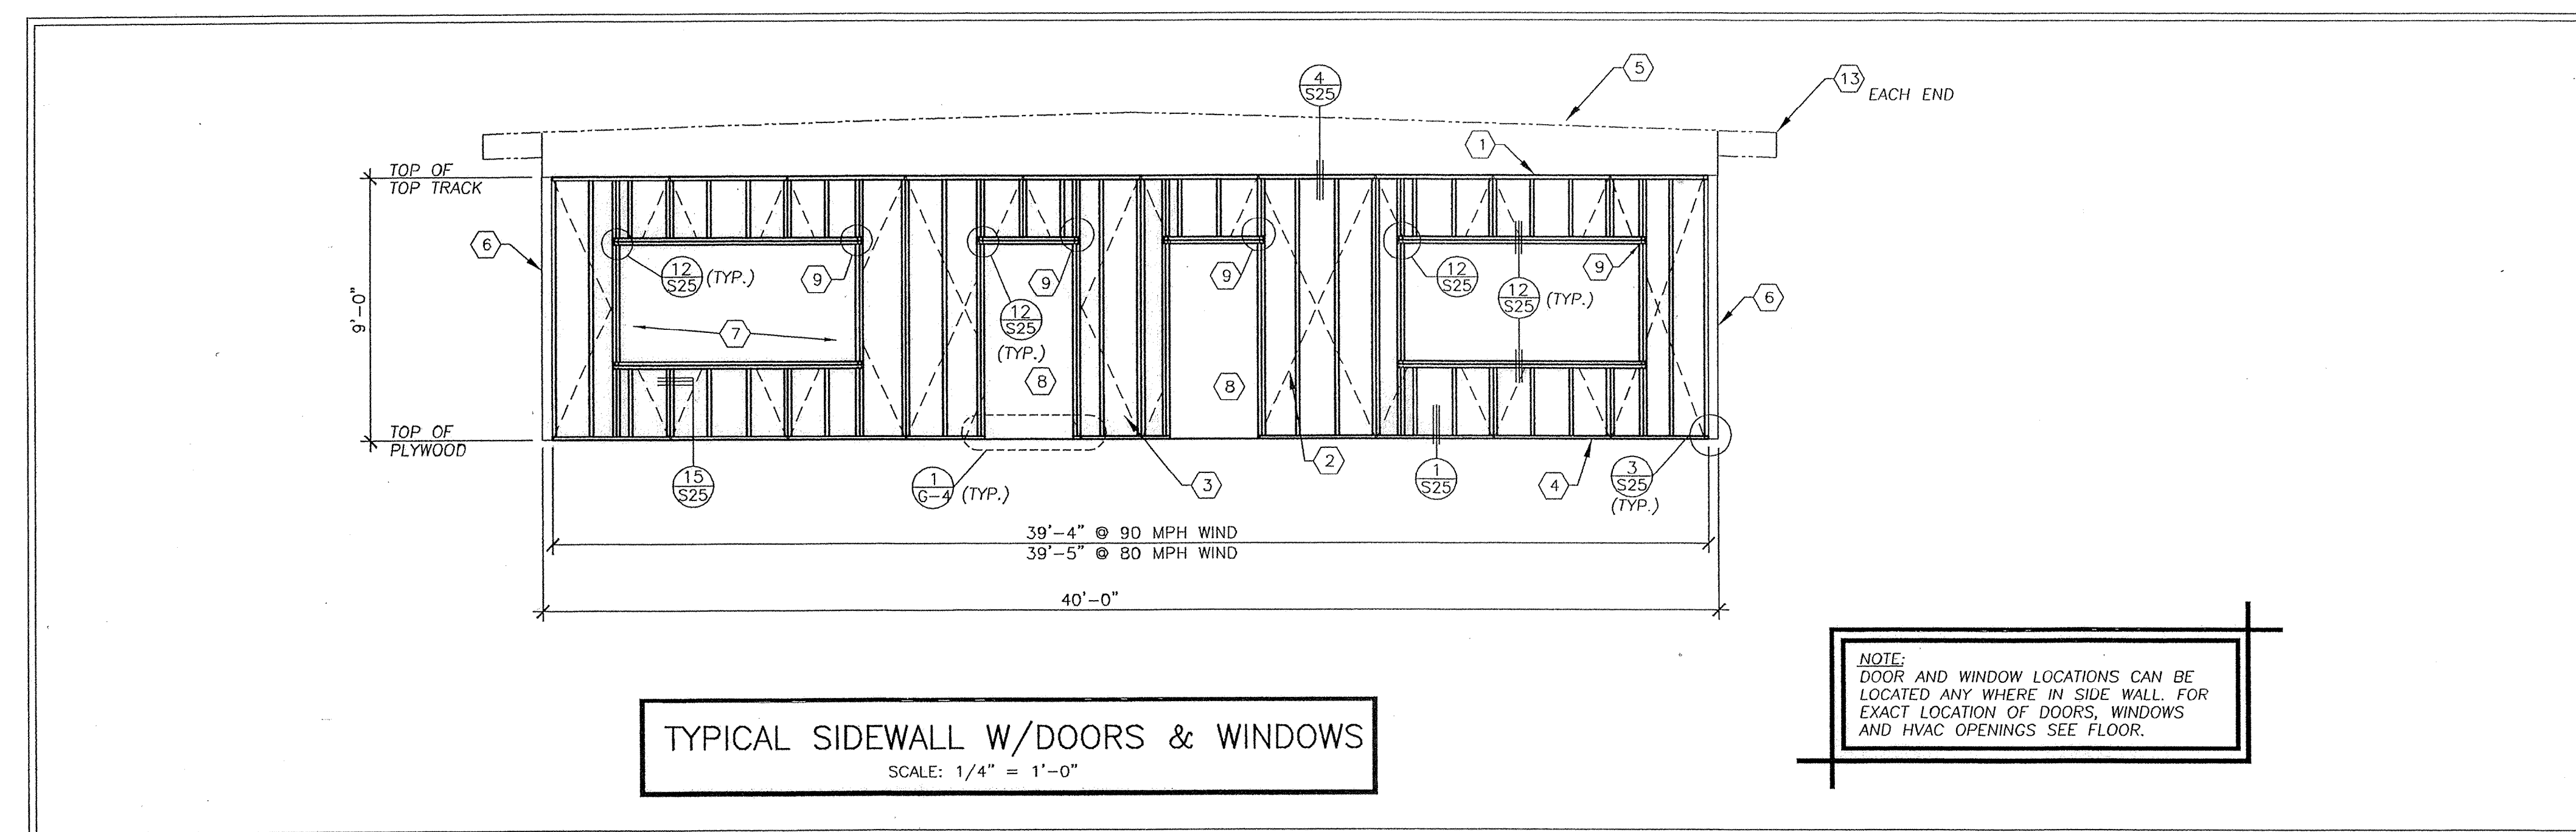 5
13
EACH END
4
S25
1
TOP OF
TOP TRACK
6
12
S25
(TYP.)
9
9
12
S25
(TYP.)
9
12
S25
12
S25
(TYP.)
9
6
9'-0"
7
8
8
TOP OF
PLYWOOD
15
S25
1
G-4
(TYP.)
3
2
1
S25
4
3
S25
(TYP.)
39'-4" @ 90 MPH WIND
39'-5" @ 80 MPH WIND
40'-0"
TYPICAL SIDEWALL W/DOORS & WINDOWS
SCALE: 1/4" = 1'-0"
NOTE:
DOOR AND WINDOW LOCATIONS CAN BE
LOCATED ANY WHERE IN SIDE WALL. FOR
EXACT LOCATION OF DOORS, WINDOWS
AND HVAC OPENINGS SEE FLOOR.